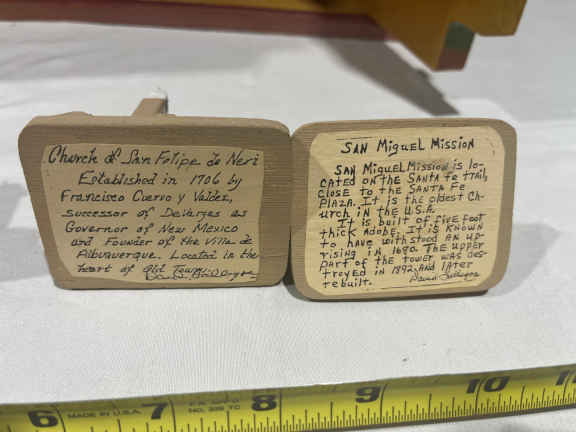 Church of San Felipe de Neri
Established in 1706 by
Francisco Cuervo y Valdez,
successor of DeVargas as
Governor of New Mexico
and Founder of the Villa de
Albuquerque. Located in the
heart of Old Town
SAN MiguEL MissioN
SAN MiguEL MissioN is lo-
CATED ON thE SANTA fe trAil,
CLOSE to thE SANTA Fe
PLAZA. It is thE oldEst Ch-
urch iN thE U.S.A.
It is built of FivE Foot
thick AdobE. It is KNOWN
to hAVE withstood AN up-
risiNg iN 1680. ThE uppEr
pArt of thE towEr wAs dEs-
troyEd iN 1892, ANd lAtEr
rEbuilt.
6 7 8 9 10 11
MADE IN U.S.A.